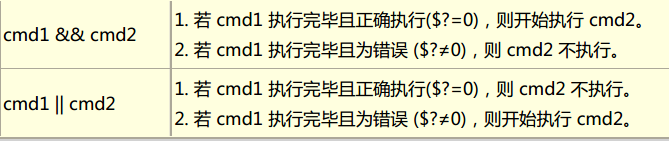 cmd1 && cmd2
1. 若 cmd1 执行完毕且正确执行($?=0)，则开始执行 cmd2。
2. 若 cmd1 执行完毕且为错误 ($?≠0)，则 cmd2 不执行。
cmd1 || cmd2
1. 若 cmd1 执行完毕且正确执行($?=0)，则 cmd2 不执行。
2. 若 cmd1 执行完毕且为错误 ($?≠0)，则开始执行 cmd2。